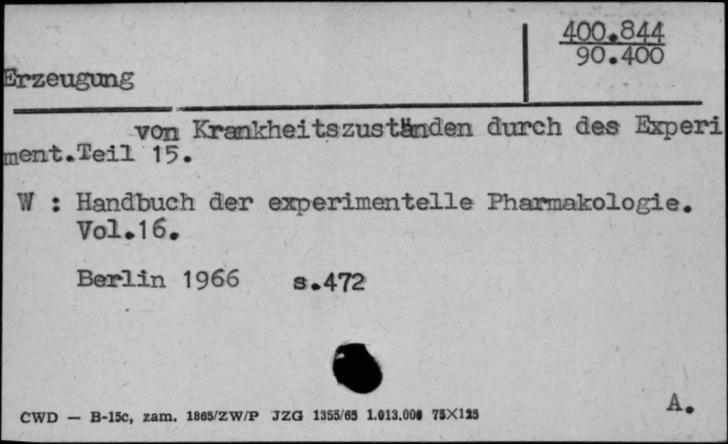 400.844
90.400
Erzeugung
von Krankheitszuständen durch des Experi
ment.Teil 15.
W : Handbuch der experimentelle Pharmakologie.
Vol.16.
Berlin 1966 s.472
CWD — B-15c, zam. 1865/ZW/P JZG 1355/65 1.013.000 75X125
A.